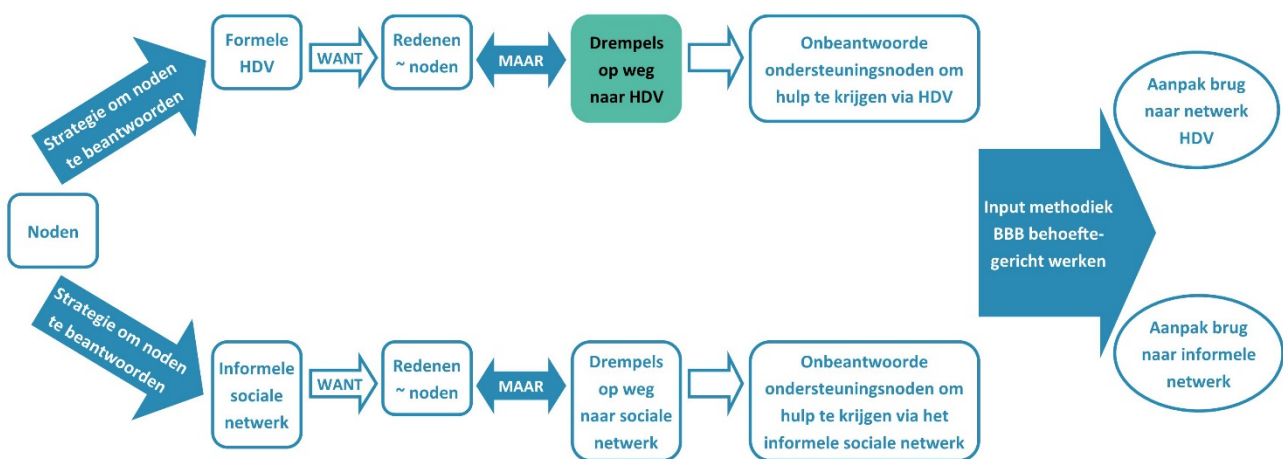 Strategie om noden
te beantwoorden
Formele
HDV
WANT
Redenen
~ noden
MAAR
Drempels
op weg
naar HDV
Onbeantwoorde
ondersteuningsnoden om
hulp te krijgen via HDV
Aanpak brug
naar netwerk
HDV
Noden
Input methodiek
BBB behoefte-
gericht werken
Strategie om noden
te beantwoorden
Informele
sociale
netwerk
WANT
Redenen
~ noden
MAAR
Drempels
op weg
naar sociale
netwerk
Onbeantwoorde
ondersteuningsnoden om
hulp te krijgen via het
informele sociale netwerk
Aanpak brug
naar informele
netwerk